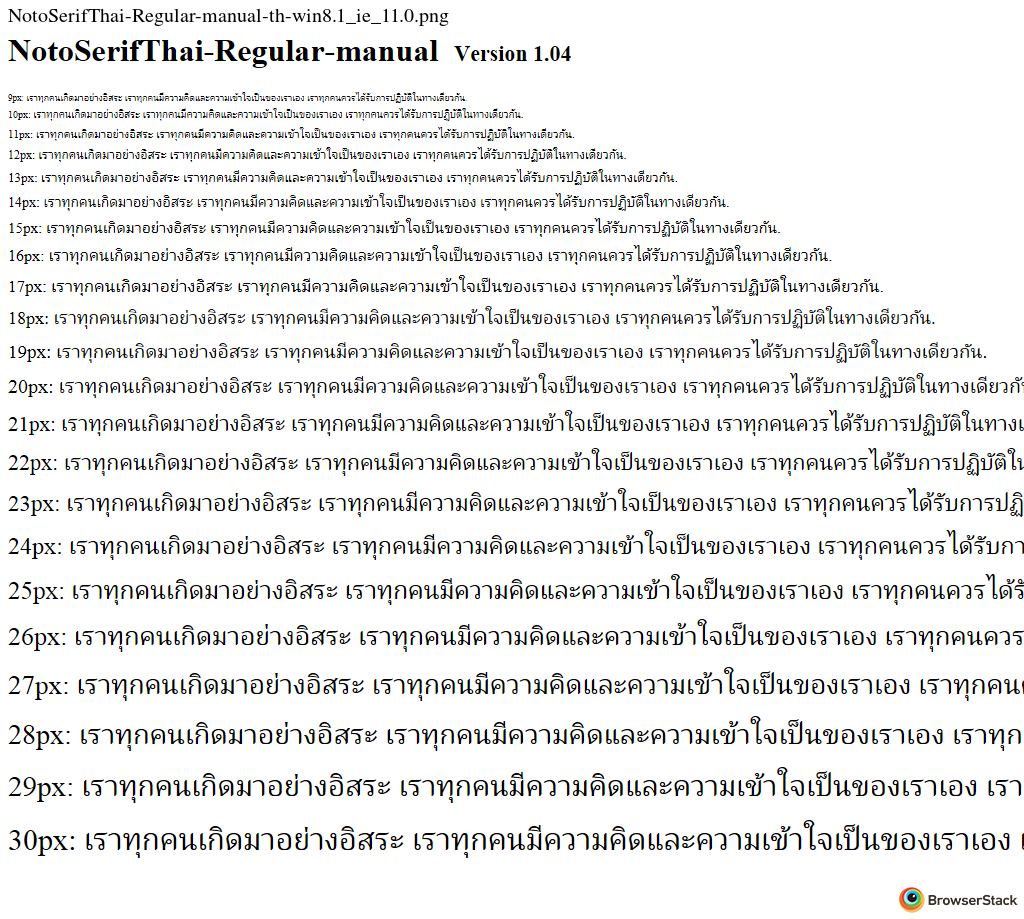 NotoSerifThai-Regular-manual-th-win8.1_ie_11.0.png
NotoSerifThai-Regular-manual Version 1.04
9px: เราทุกคนเกิดมาอย่างอิสระ เราทุกคนมีความคิดและความเข้าใจเป็นของเราเอง เราทุกคนควรได้รับการปฏิบัติในทางเดียวกัน.
10px: เราทุกคนเกิดมาอย่างอิสระ เราทุกคนมีความคิดและความเข้าใจเป็นของเราเอง เราทุกคนควรได้รับการปฏิบัติในทางเดียวกัน.
11px: เราทุกคนเกิดมาอย่างอิสระ เราทุกคนมีความคิดและความเข้าใจเป็นของเราเอง เราทุกคนควรได้รับการปฏิบัติในทางเดียวกัน.
12px: เราทุกคนเกิดมาอย่างอิสระ เราทุกคนมีความคิดและความเข้าใจเป็นของเราเอง เราทุกคนควรได้รับการปฏิบัติในทางเดียวกัน.
13px: เราทุกคนเกิดมาอย่างอิสระ เราทุกคนมีความคิดและความเข้าใจเป็นของเราเอง เราทุกคนควรได้รับการปฏิบัติในทางเดียวกัน.
14px: เราทุกคนเกิดมาอย่างอิสระ เราทุกคนมีความคิดและความเข้าใจเป็นของเราเอง เราทุกคนควรได้รับการปฏิบัติในทางเดียวกัน.
15px: เราทุกคนเกิดมาอย่างอิสระ เราทุกคนมีความคิดและความเข้าใจเป็นของเราเอง เราทุกคนควรได้รับการปฏิบัติในทางเดียวกัน.
16px: เราทุกคนเกิดมาอย่างอิสระ เราทุกคนมีความคิดและความเข้าใจเป็นของเราเอง เราทุกคนควรได้รับการปฏิบัติในทางเดียวกัน.
17px: เราทุกคนเกิดมาอย่างอิสระ เราทุกคนมีความคิดและความเข้าใจเป็นของเราเอง เราทุกคนควรได้รับการปฏิบัติในทางเดียวกัน.
18px: เราทุกคนเกิดมาอย่างอิสระ เราทุกคนมีความคิดและความเข้าใจเป็นของเราเอง เราทุกคนควรได้รับการปฏิบัติในทางเดียวกัน.
19px: เราทุกคนเกิดมาอย่างอิสระ เราทุกคนมีความคิดและความเข้าใจเป็นของเราเอง เราทุกคนควรได้รับการปฏิบัติในทางเดียวกัน.
20px: เราทุกคนเกิดมาอย่างอิสระ เราทุกคนมีความคิดและความเข้าใจเป็นของเราเอง เราทุกคนควรได้รับการปฏิบัติในทางเดียวกั
21px: เราทุกคนเกิดมาอย่างอิสระ เราทุกคนมีความคิดและความเข้าใจเป็นของเราเอง เราทุกคนควรได้รับการปฏิบัติในทาง
22px: เราทุกคนเกิดมาอย่างอิสระ เราทุกคนมีความคิดและความเข้าใจเป็นของเราเอง เราทุกคนควรได้รับการปฏิบัติใน
23px: เราทุกคนเกิดมาอย่างอิสระ เราทุกคนมีความคิดและความเข้าใจเป็นของเราเอง เราทุกคนควรได้รับการปฏิ
24px: เราทุกคนเกิดมาอย่างอิสระ เราทุกคนมีความคิดและความเข้าใจเป็นของเราเอง เราทุกคนควรได้รับกา
25px: เราทุกคนเกิดมาอย่างอิสระ เราทุกคนมีความคิดและความเข้าใจเป็นของเราเอง เราทุกคนควรได้รั
26px: เราทุกคนเกิดมาอย่างอิสระ เราทุกคนมีความคิดและความเข้าใจเป็นของเราเอง เราทุกคนควร
27px: เราทุกคนเกิดมาอย่างอิสระ เราทุกคนมีความคิดและความเข้าใจเป็นของเราเอง เราทุกคน
28px: เราทุกคนเกิดมาอย่างอิสระ เราทุกคนมีความคิดและความเข้าใจเป็นของเราเอง เราทุก
29px: เราทุกคนเกิดมาอย่างอิสระ เราทุกคนมีความคิดและความเข้าใจเป็นของเราเอง เรา
30px: เราทุกคนเกิดมาอย่างอิสระ เราทุกคนมีความคิดและความเข้าใจเป็นของเราเอง เ
BrowserStack